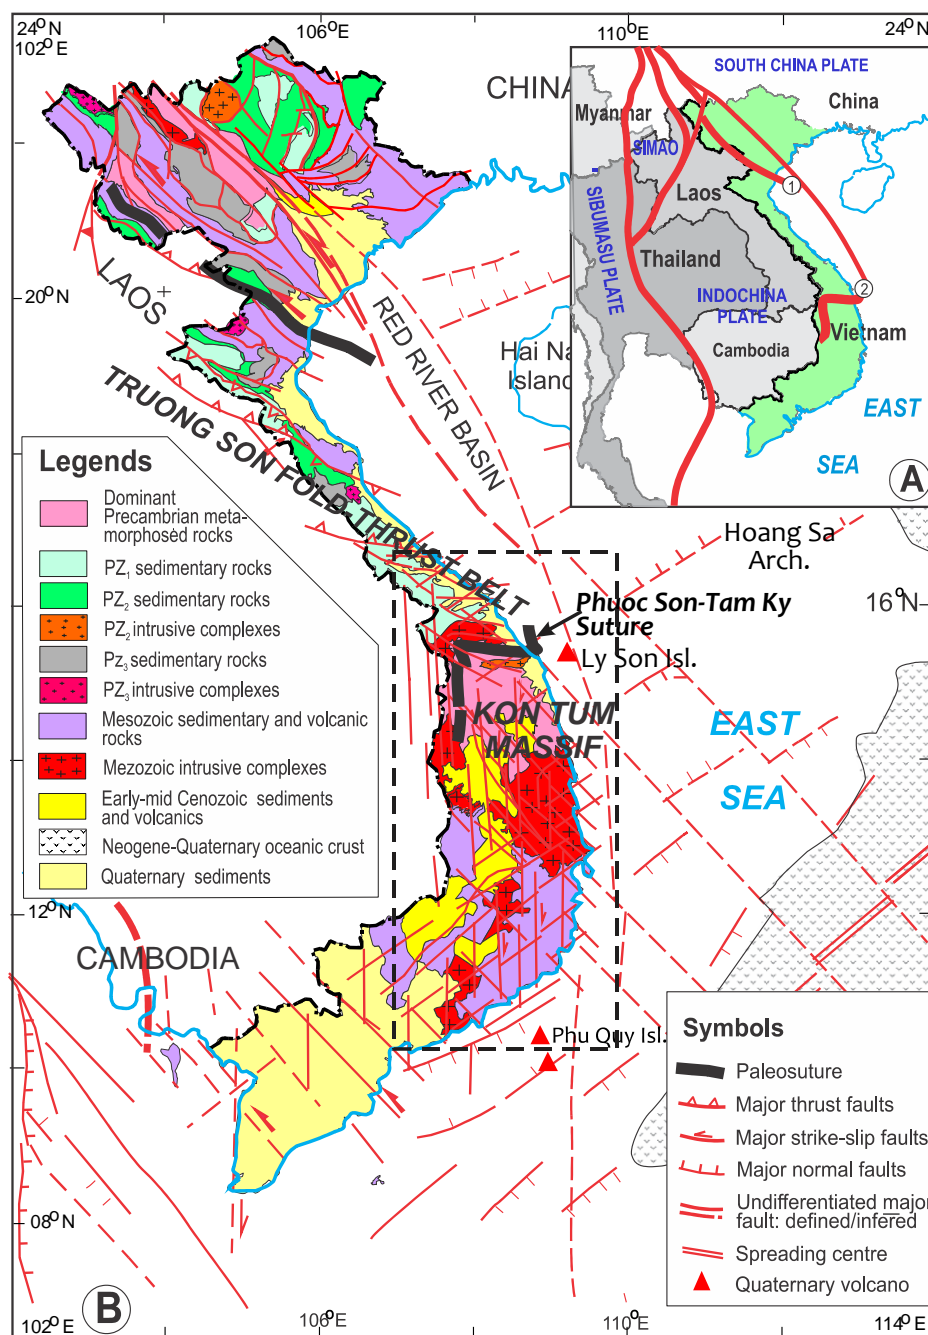 24°N
102°E
106°E
110°E
24°N
CHINA
SOUTH CHINA PLATE
China
Myanmar
SIMAO
1
Laos
SIBUMASU PLATE
Thailand
INDOCHINA
PLATE
2
Vietnam
Cambodia
EAST
SEA
A
LAOS
20°N
RED RIVER BASIN
Hai Na
Island
TRUONG SON FOLD-THRUST BELT
Legends
Dominant
Precambrian meta-
morphosed rocks
PZ1 sedimentary rocks
PZ2 sedimentary rocks
PZ2 intrusive complexes
Pz3 sedimentary rocks
PZ3 intrusive complexes
Mesozoic sedimentary and volcanic
rocks
Mezozoic intrusive complexes
Early-mid Cenozoic sediments
and volcanics
Neogene-Quaternary oceanic crust
Quaternary sediments
Hoang Sa
Arch.
16°N
Phuoc Son-Tam Ky
Suture
Ly Son Isl.
KON TUM
MASSIF
EAST
SEA
12°N
CAMBODIA
Phu Quy Isl.
Symbols
Paleosuture
Major thrust faults
Major strike-slip faults
Major normal faults
Undifferentiated major
fault: defined/infered
Spreading centre
Quaternary volcano
08°N
B
102°E
106°E
110°E
114°E